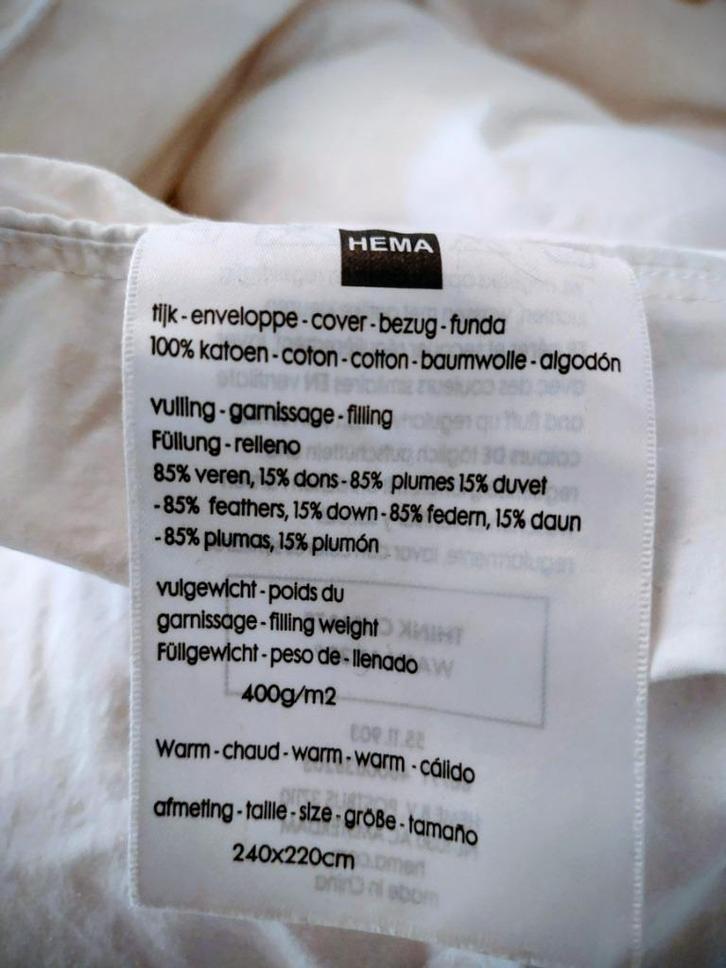 HEMA
tijk - enveloppe - cover - bezug - funda
100% katoen - coton - cotton - baumwolle - algodón
vulling - garnissage - filling
Füllung - relleno
85% veren, 15% dons - 85% plumes 15% duvet
- 85% feathers, 15% down - 85% federn, 15% daun
- 85% plumas, 15% plumón
vulgewicht - poids du
garnissage - filling weight
Füllgewicht - peso de - llenado
400g/m2
Warm - chaud - warm - warm - cálido
afmeting - taille - size - größe - tamaño
240x220cm